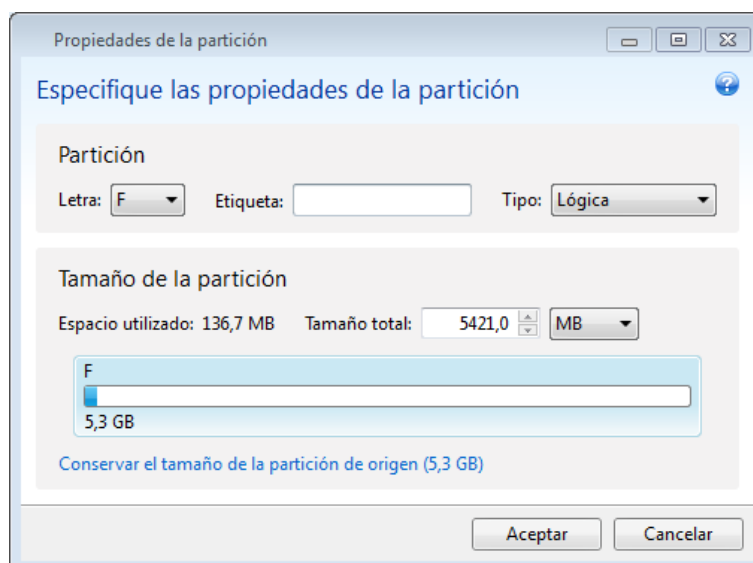 Propiedades de la partición
Especifique las propiedades de la partición
?
Partición
Letra: F Etiqueta: Tipo: Lógica
Tamaño de la partición
Espacio utilizado: 136,7 MB Tamaño total: 5421,0 MB
F
5,3 GB
Conservar el tamaño de la partición de origen (5,3 GB)
Aceptar Cancelar